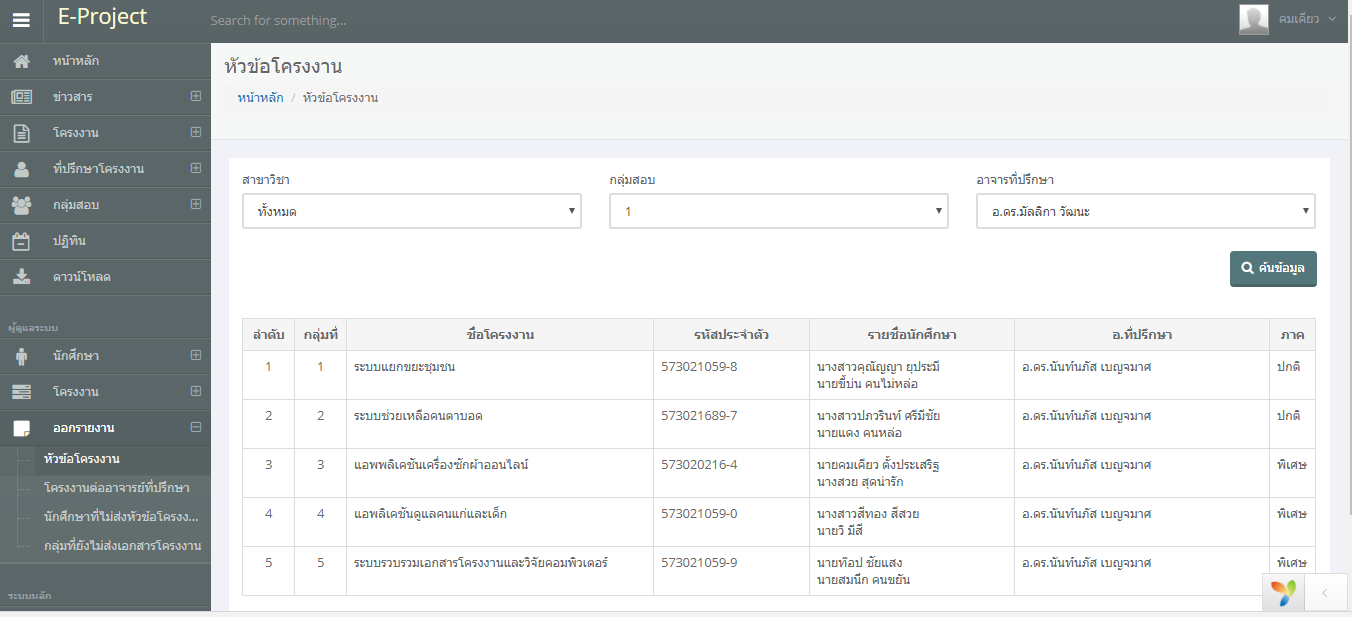 E-Project
Search for something...
คมเคียว
หน้าหลัก
ข่าวสาร
โครงงาน
ที่ปรึกษาโครงงาน
กลุ่มสอบ
ปฏิทิน
ดาวน์โหลด
ผู้ดูแลระบบ
นักศึกษา
โครงงาน
ออกรายงาน
หัวข้อโครงงาน
โครงงานต่ออาจารย์ที่ปรึกษา
นักศึกษาที่ไม่ส่งหัวข้อโครงง...
กลุ่มที่ยังไม่ส่งเอกสารโครงงาน
ระบบหลัก
หัวข้อโครงงาน
หน้าหลัก / หัวข้อโครงงาน
สาขาวิชา กลุ่มสอบ อาจารที่ปรึกษา
ทั้งหมด 1 อ.ดร.มัลลิกา วัฒนะ
ค้นข้อมูล
ลำดับ กลุ่มที่ ชื่อโครงงาน รหัสประจำตัว รายชื่อนักศึกษา อ.ที่ปรึกษา ภาค
1 1 ระบบแยกขยะชุมชน 573021059-8 นางสาวคุณัญญา ยุประมี อ.ดร.นันท์นภัส เบญจมาศ ปกติ
นายขี้บ่น คนไม่หล่อ
2 2 ระบบช่วยเหลือคนตาบอด 573021689-7 นางสาวปภวรินท์ ศรีมีชัย อ.ดร.นันท์นภัส เบญจมาศ ปกติ
นายแดง คนหล่อ
3 3 แอพพลิเคชันเครื่องซักผ้าออนไลน์ 573020216-4 นายคมเคียว ตั้งประเสริฐ อ.ดร.นันท์นภัส เบญจมาศ พิเศษ
นางสวย สุดน่ารัก
4 4 แอพลิเคชันดูแลคนแก่และเด็ก 573021059-0 นางสาวสีทอง สีสวย อ.ดร.นันท์นภัส เบญจมาศ พิเศษ
นายวี มีสี
5 5 ระบบรวบรวมเอกสารโครงงานและวิจัยคอมพิวเตอร์ 573021059-9 นายท๊อป ชัยแสง อ.ดร.นันท์นภัส เบญจมาศ พิเศษ
นายสมนึก คนขยัน